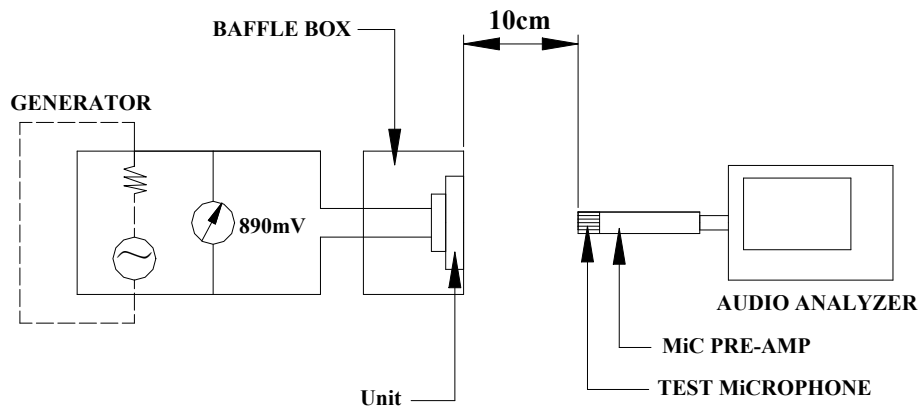 10cm
BAFFLE BOX
GENERATOR
890mV
AUDIO ANALYZER
MiC PRE-AMP
TEST MiCROPHONE
Unit